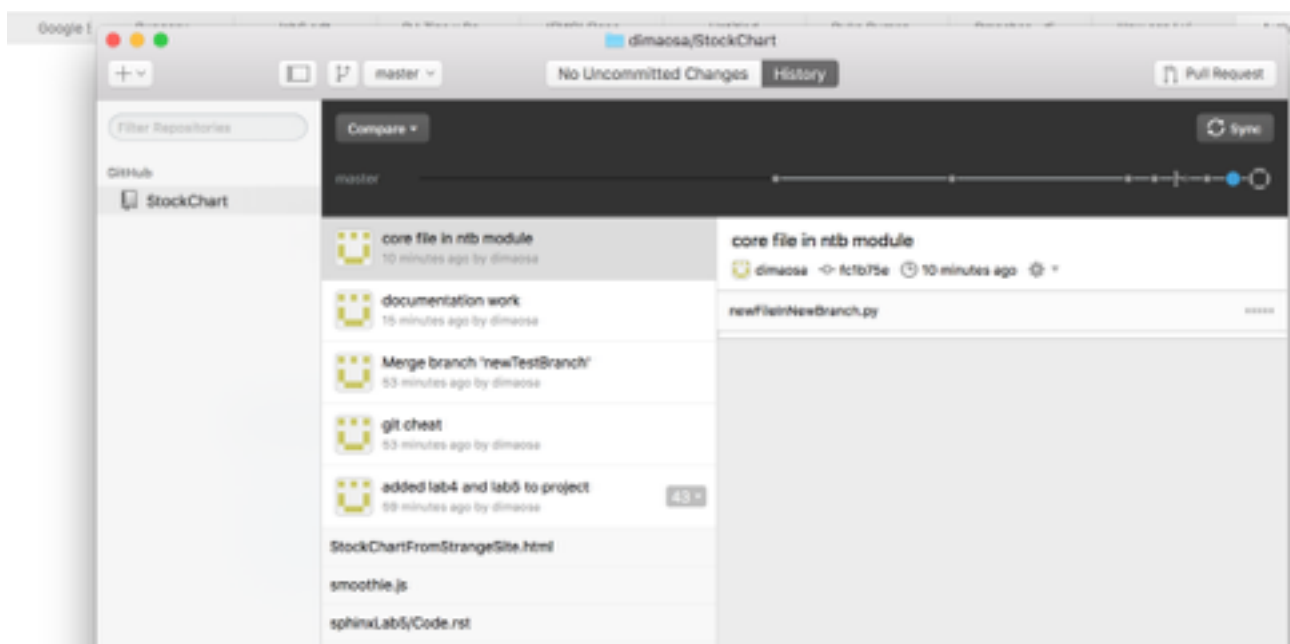 Google
dimaosa/StockChart
master
No Uncommitted Changes
History
Pull Request
Filter Repositories
Compare
Sync
GitHub
master
StockChart
core file in ntb module
10 minutes ago by dimaosa
documentation work
15 minutes ago by dimaosa
Merge branch 'newTestBranch'
53 minutes ago by dimaosa
git cheat
53 minutes ago by dimaosa
added lab4 and lab5 to project
59 minutes ago by dimaosa
43
StockChartFromStrangeSite.html
smoothie.js
sphinxLab5/Code.rst
core file in ntb module
dimaosa fc1b75e 10 minutes ago
newFileInNewBranch.py